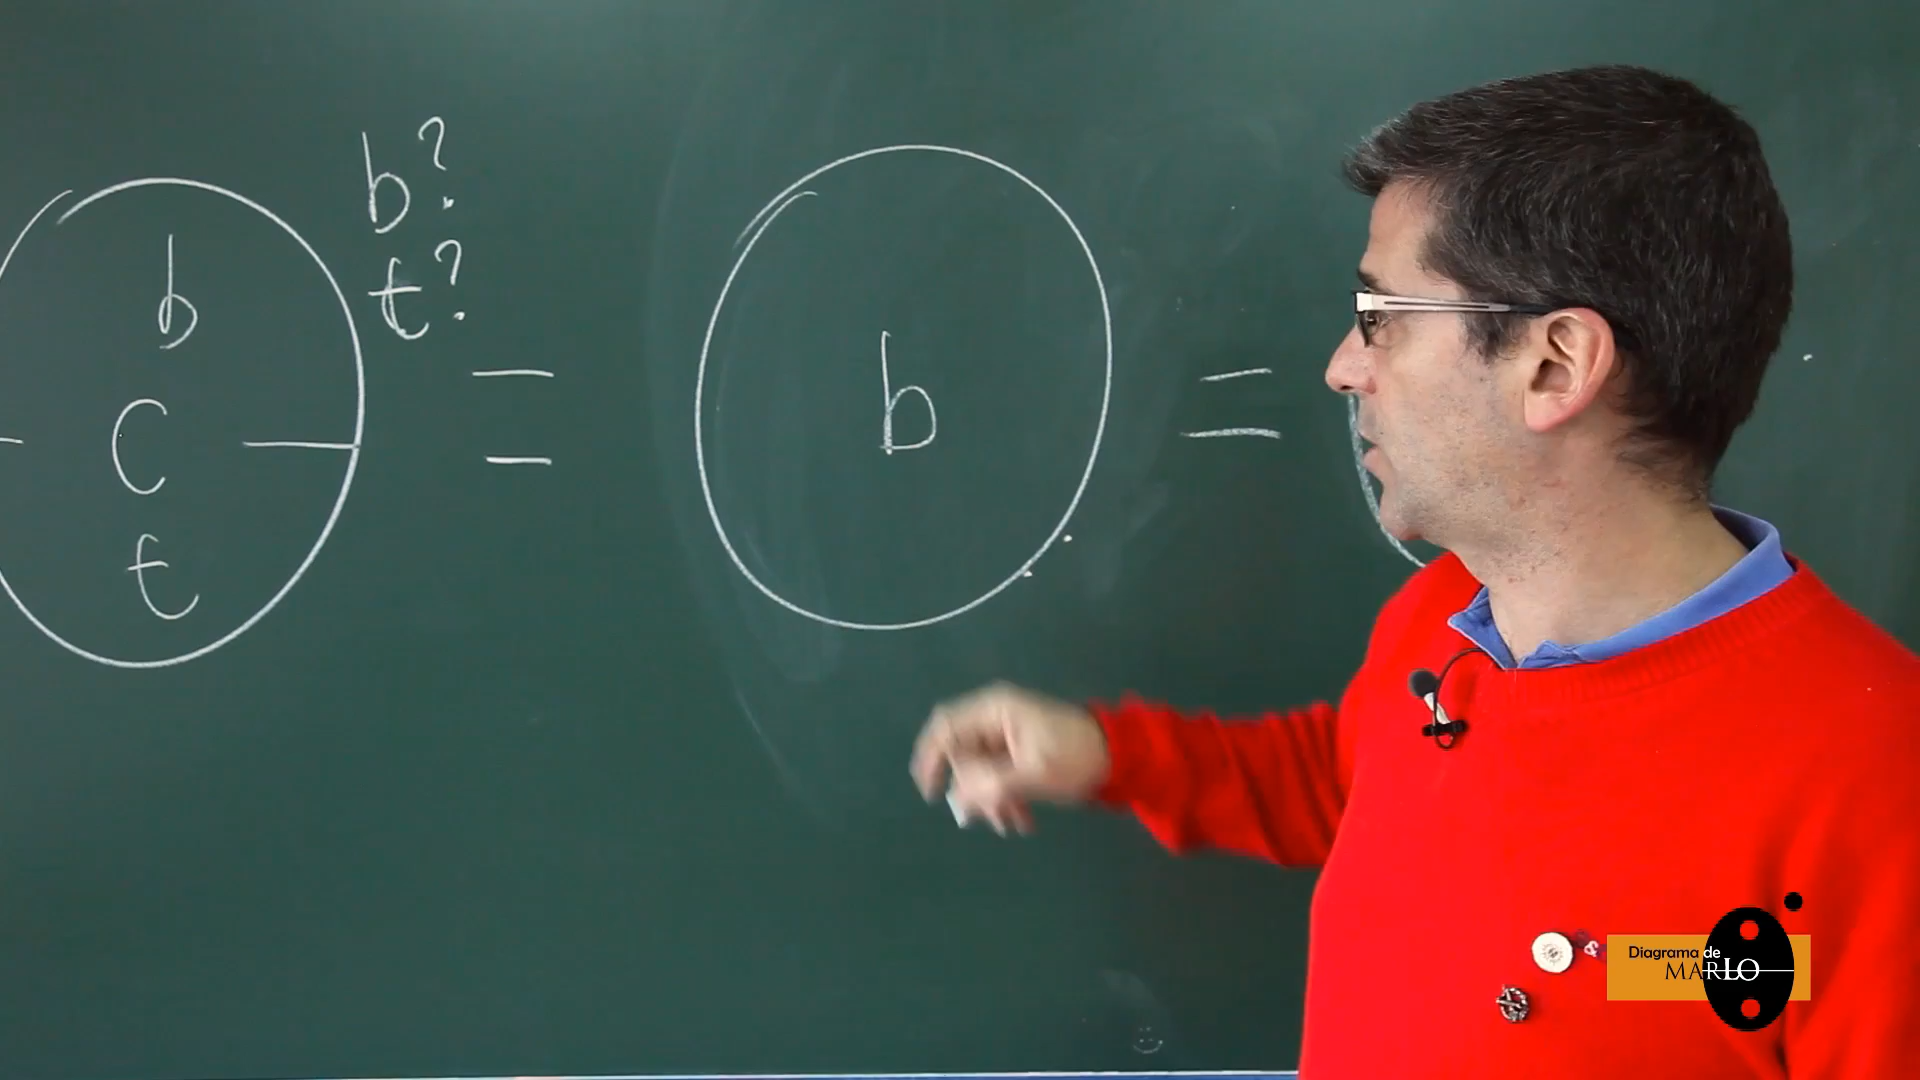 b?
t?
b
c
t
=
b
=
Diagrama de
MARLO